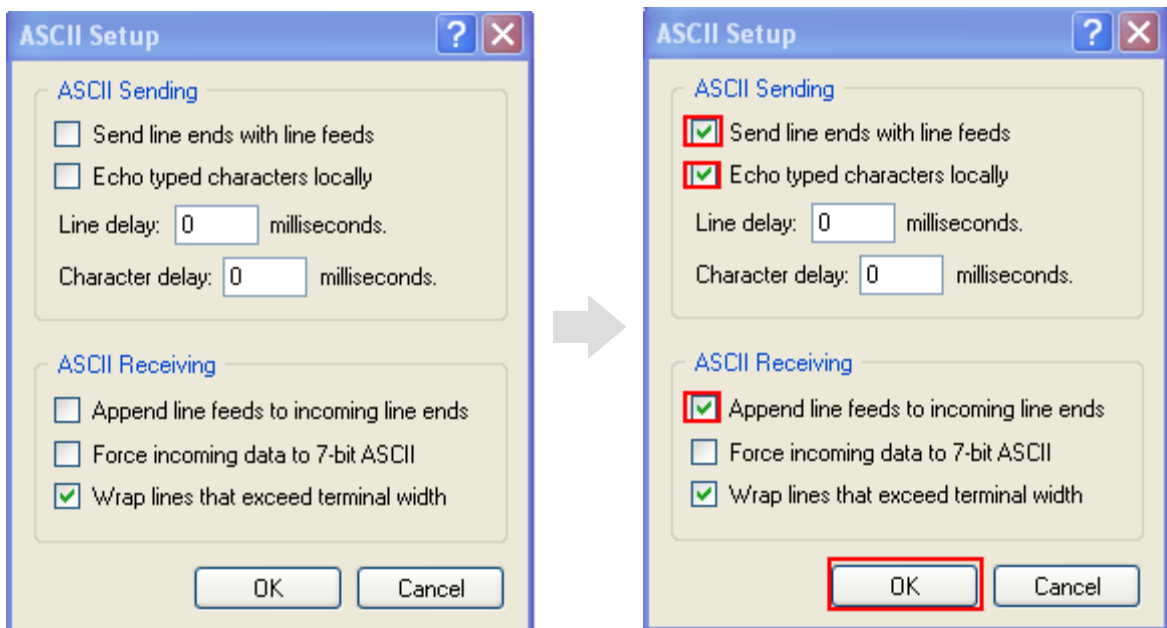 ASCII Setup
ASCII Sending
Send line ends with line feeds
Echo typed characters locally
Line delay: 0 milliseconds.
Character delay: 0 milliseconds.
ASCII Receiving
Append line feeds to incoming line ends
Force incoming data to 7-bit ASCII
Wrap lines that exceed terminal width
OK Cancel
ASCII Setup
ASCII Sending
Send line ends with line feeds
Echo typed characters locally
Line delay: 0 milliseconds.
Character delay: 0 milliseconds.
ASCII Receiving
Append line feeds to incoming line ends
Force incoming data to 7-bit ASCII
Wrap lines that exceed terminal width
OK Cancel